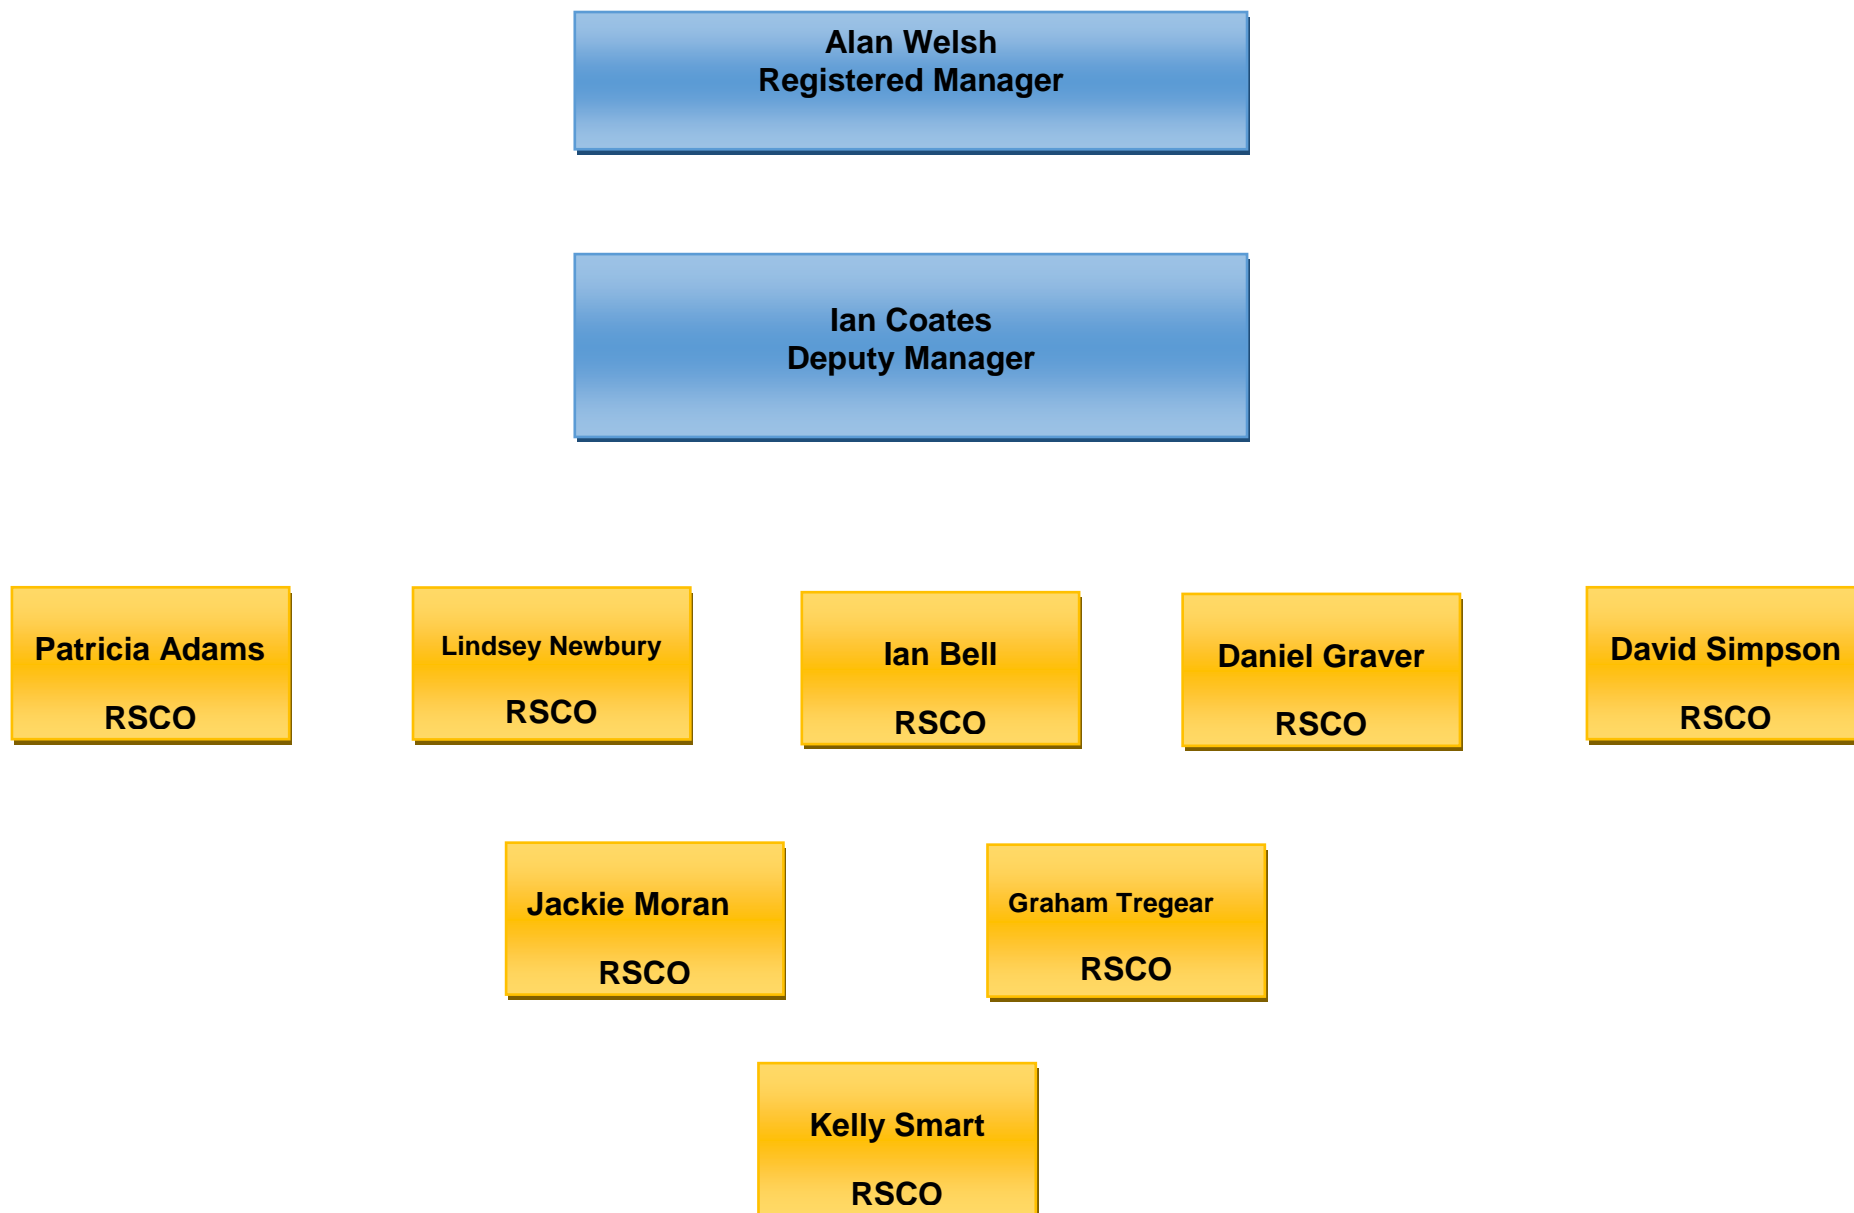 Alan Welsh
Registered Manager
Ian Coates
Deputy Manager
Patricia Adams
RSCO
Lindsey Newbury
RSCO
Ian Bell
RSCO
Daniel Graver
RSCO
David Simpson
RSCO
Jackie Moran
RSCO
Graham Tregear
RSCO
Kelly Smart
RSCO